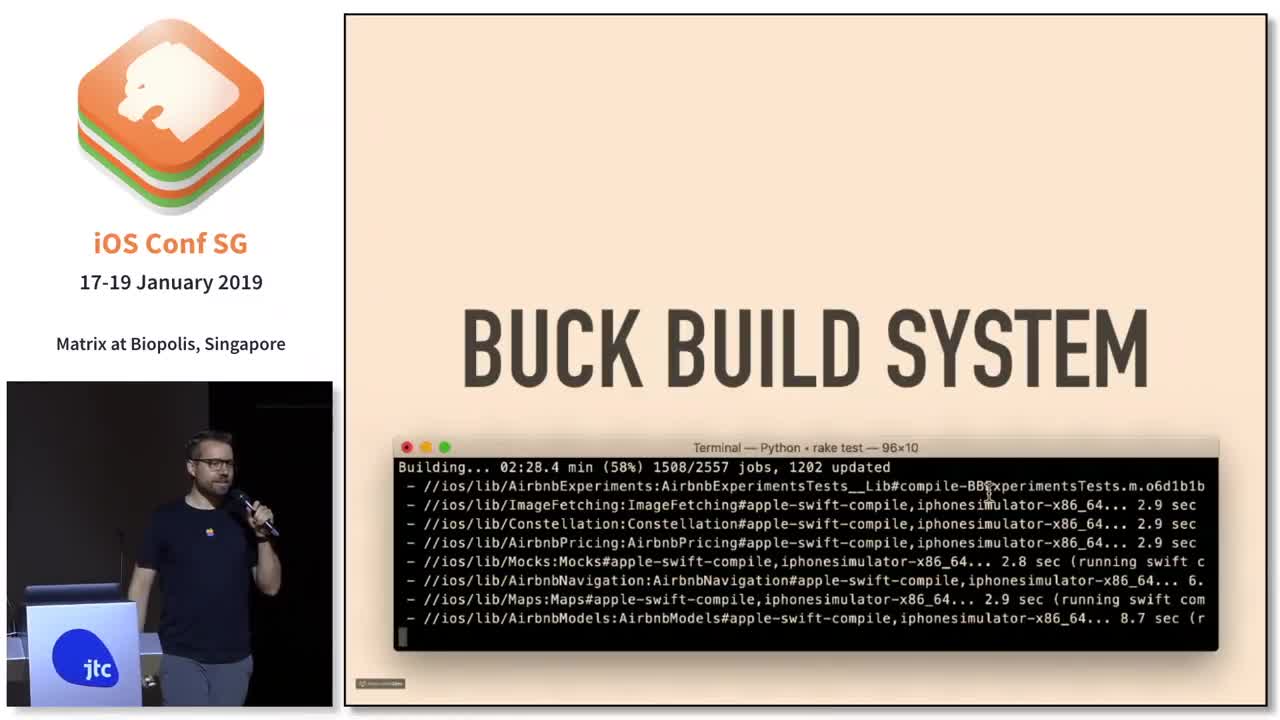 iOS Conf SG
17-19 January 2019
Matrix at Biopolis, Singapore
jtc
BUCK BUILD SYSTEM
Terminal — Python • rake test — 96×10
Building... 02:28.4 min (58%) 1508/2557 jobs, 1202 updated
- //ios/lib/AirbnbExperiments:AirbnbExperimentsTests__Lib#compile-BBExperimentsTests.m.o6d1b1b
- //ios/lib/ImageFetching:ImageFetching#apple-swift-compile,iphonesimulator-x86_64... 2.9 sec
- //ios/lib/Constellation:Constellation#apple-swift-compile,iphonesimulator-x86_64... 2.9 sec
- //ios/lib/AirbnbPricing:AirbnbPricing#apple-swift-compile,iphonesimulator-x86_64... 2.9 sec
- //ios/lib/Mocks:Mocks#apple-swift-compile,iphonesimulator-x86_64... 2.8 sec (running swift c
- //ios/lib/AirbnbNavigation:AirbnbNavigation#apple-swift-compile,iphonesimulator-x86_64... 6.
- //ios/lib/Maps:Maps#apple-swift-compile,iphonesimulator-x86_64... 2.9 sec (running swift com
- //ios/lib/AirbnbModels:AirbnbModels#apple-swift-compile,iphonesimulator-x86_64... 8.7 sec (r